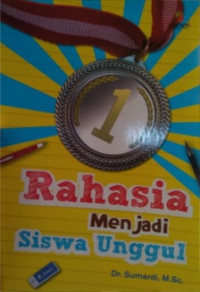 1
Rahasia
Menjadi
Siswa Unggul
Dr. Sumardi, M.Sc.